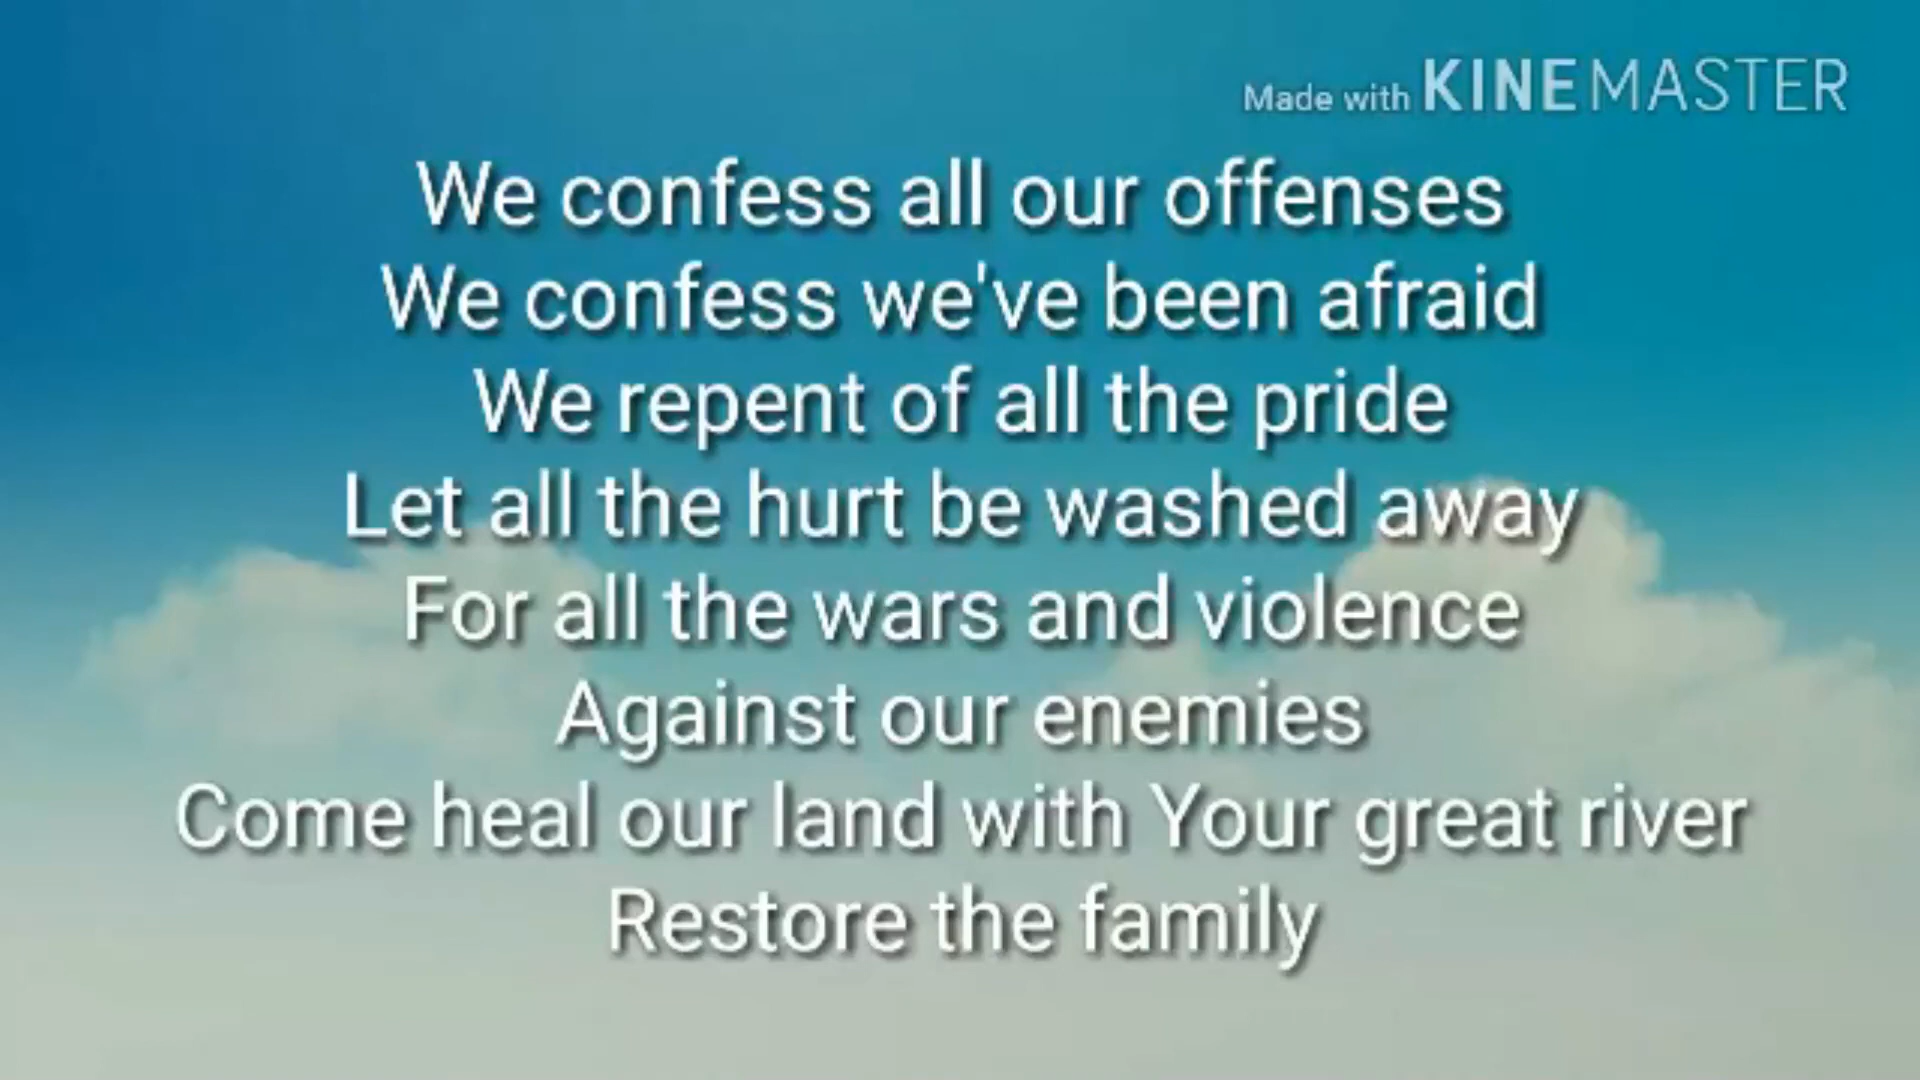 Made with KINEMASTER
We confess all our offenses
We confess we've been afraid
We repent of all the pride
Let all the hurt be washed away
For all the wars and violence
Against our enemies
Come heal our land with Your great river
Restore the family